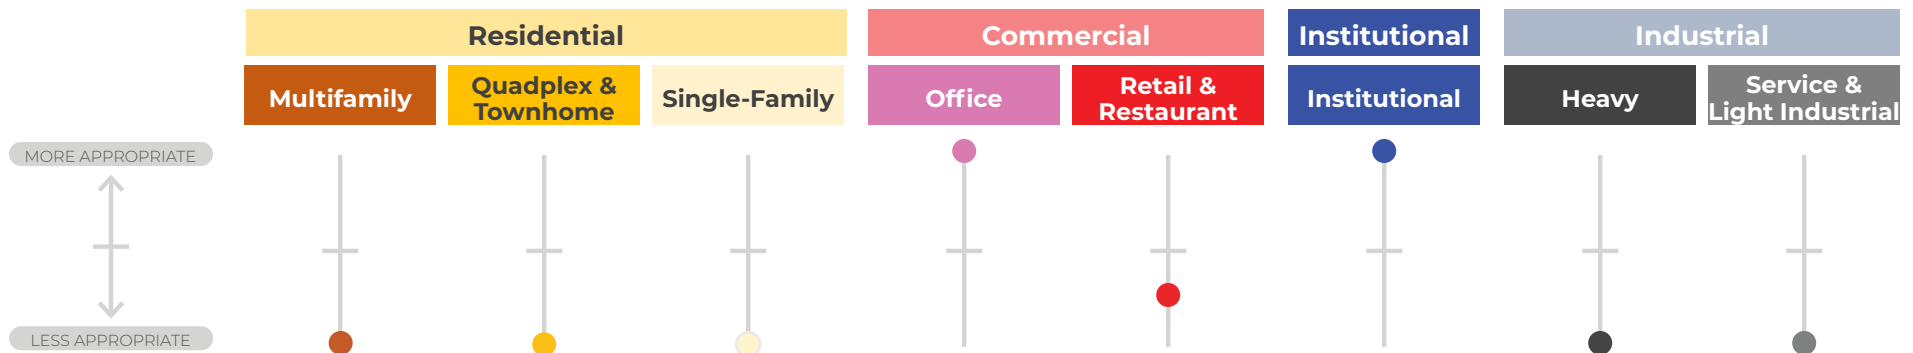 Residential
Commercial
Institutional
Industrial
Multifamily
Quadplex &
Townhome
Single-Family
Office
Retail &
Restaurant
Institutional
Heavy
Service &
Light Industrial
MORE APPROPRIATE
LESS APPROPRIATE